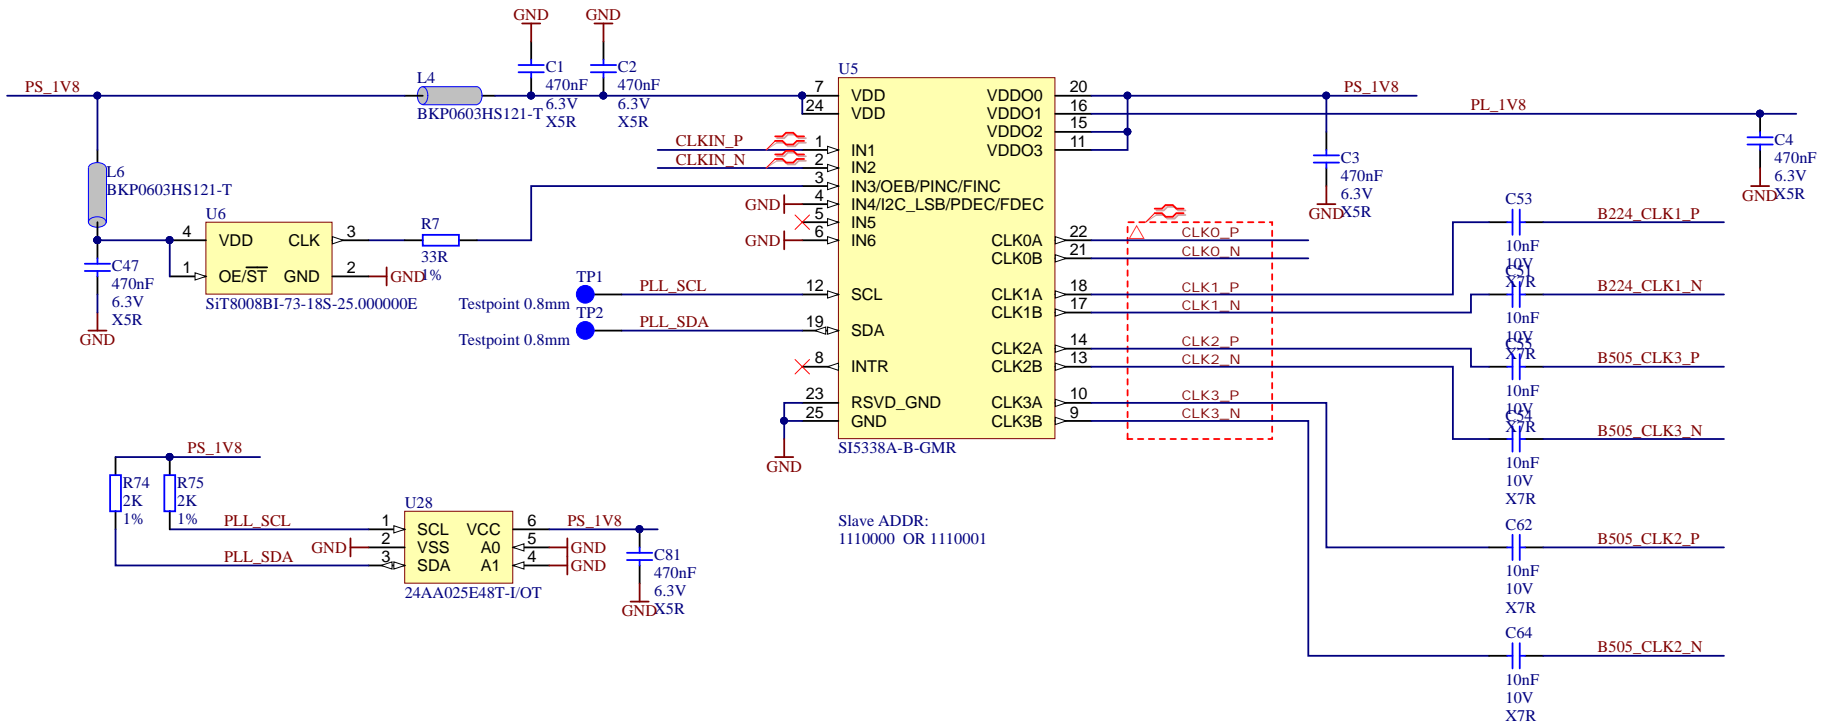 GND
GND
PS_1V8
L4
BKP0603HS121-T
C1
470nF
6.3V
X5R
C2
470nF
6.3V
X5R
U5
7
VDD
24
VDD
CLKIN_P
1
IN1
CLKIN_N
2
IN2
3
IN3/OEB/PINC/FINC
GND
4
IN4/I2C_LSB/PDEC/FDEC
5
IN5
GND
6
IN6
12
SCL
19
SDA
8
INTR
23
RSVD_GND
25
GND
GND
VDDO0
20
PS_1V8
VDDO1
16
PL_1V8
VDDO2
15
VDDO3
11
CLK0A
22
CLK0_P
CLK0B
21
CLK0_N
CLK1A
18
CLK1_P
CLK1B
17
CLK1_N
CLK2A
14
CLK2_P
CLK2B
13
CLK2_N
CLK3A
10
CLK3_P
CLK3B
9
CLK3_N
SI5338A-B-GMR
C3
470nF
6.3V
X5R
GND
C4
470nF
6.3V
X5R
GND
L6
BKP0603HS121-T
U6
4
VDD
CLK
3
1
OE/ST
GND
2
GND
SiT8008BI-73-18S-25.000000E
R7
33R
1%
C47
470nF
6.3V
X5R
GND
TP1
PLL_SCL
Testpoint 0.8mm
TP2
PLL_SDA
Testpoint 0.8mm
C53
B224_CLK1_P
10nF
10V
X7R
C51
B224_CLK1_N
10nF
10V
X7R
C55
B505_CLK3_P
10nF
10V
X7R
C54
B505_CLK3_N
10nF
10V
X7R
C62
B505_CLK2_P
10nF
10V
X7R
C64
B505_CLK2_N
10nF
10V
X7R
PS_1V8
R74
2K
1%
R75
2K
1%
U28
PLL_SCL
1
SCL
VCC
6
PS_1V8
GND
2
VSS
A0
5
GND
PLL_SDA
3
SDA
A1
4
GND
24AA025E48T-I/OT
C81
470nF
6.3V
X5R
GND
Slave ADDR:
1110000 OR 1110001